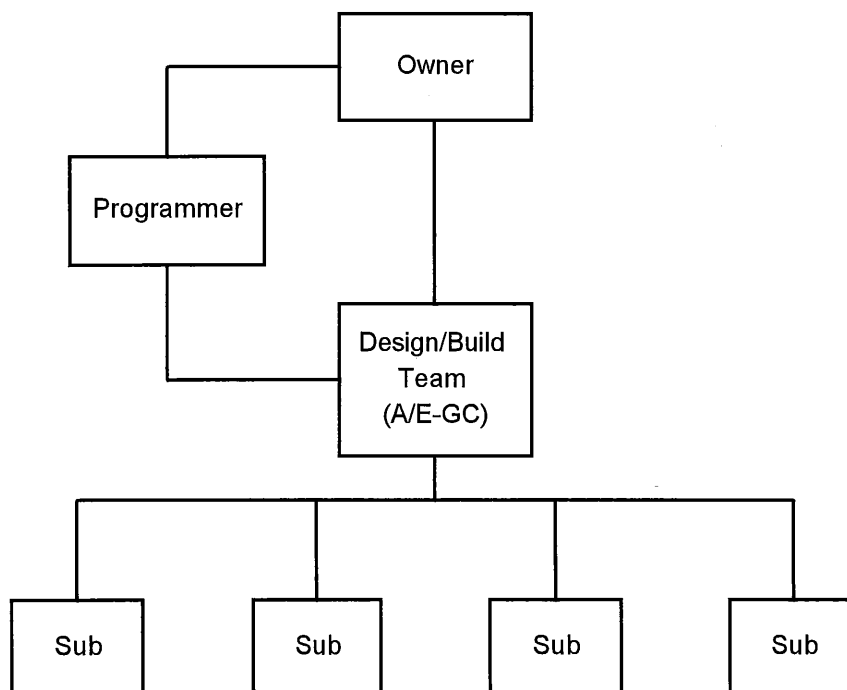 Owner
Programmer
Design/Build
Team
(A/E-GC)
Sub
Sub
Sub
Sub